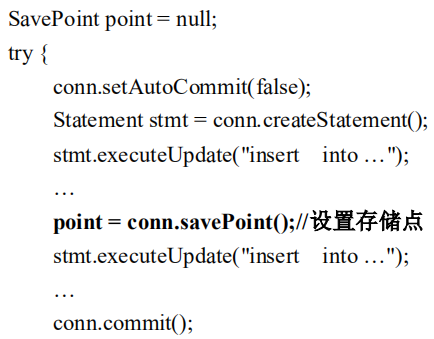 SavePoint point = null;
try {
conn.setAutoCommit(false);
Statement stmt = conn.createStatement();
stmt.executeUpdate("insert into …");
…
point = conn.savePoint();//设置存储点
stmt.executeUpdate("insert into …");
…
conn.commit();